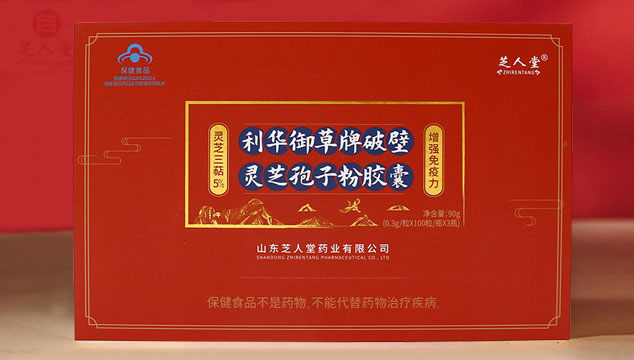 芝人堂
保健食品
芝人堂®
ZHIRENTANG
灵芝三萜5%
利华御草牌破壁
灵芝孢子粉胶囊
增强免疫力
净含量:90g
(0.3g/粒X100粒/瓶X3瓶)
山东芝人堂药业有限公司
SHANDONG ZHIRENTANG PHARMACEUTICAL CO., LTD
保健食品不是药物,不能代替药物治疗疾病.